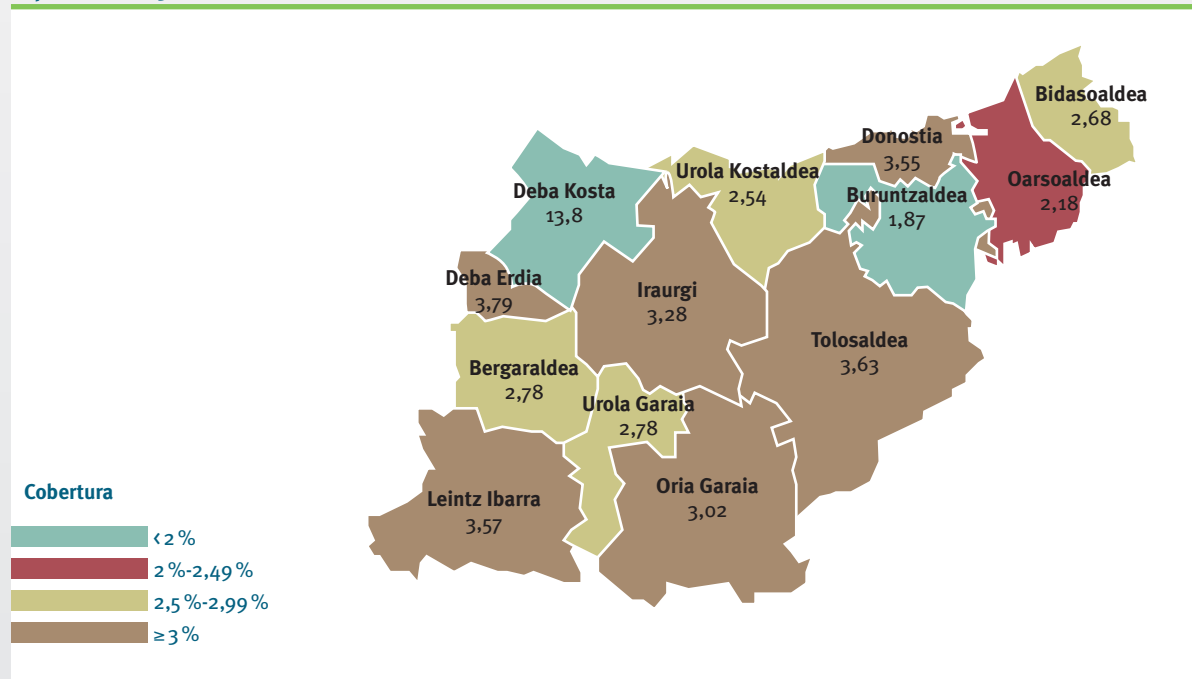 Bidasoaldea
2,68
Donostia
3,55
Oarsoaldea
2,18
Urola Kostaldea
2,54
Buruntzaldea
1,87
Deba Kosta
13,8
Deba Erdia
3,79
Iraurgi
3,28
Tolosaldea
3,63
Bergaraldea
2,78
Urola Garaia
2,78
Leintz Ibarra
3,57
Oria Garaia
3,02
Cobertura
< 2 %
2 %-2,49 %
2,5 %-2,99 %
≥ 3 %